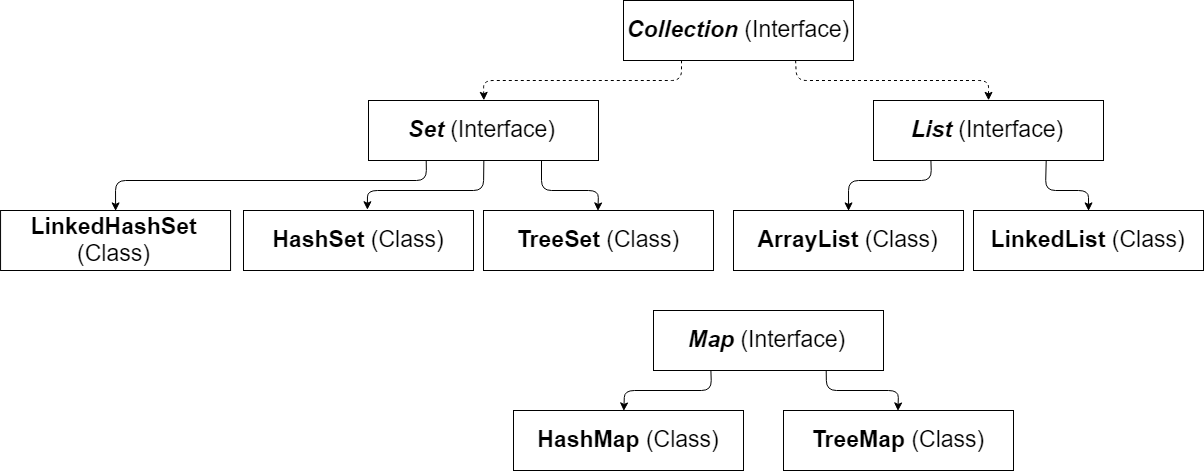 Collection (Interface)
Set (Interface)
List (Interface)
LinkedHashSet
(Class)
HashSet (Class)
TreeSet (Class)
ArrayList (Class)
LinkedList (Class)
Map (Interface)
HashMap (Class)
TreeMap (Class)